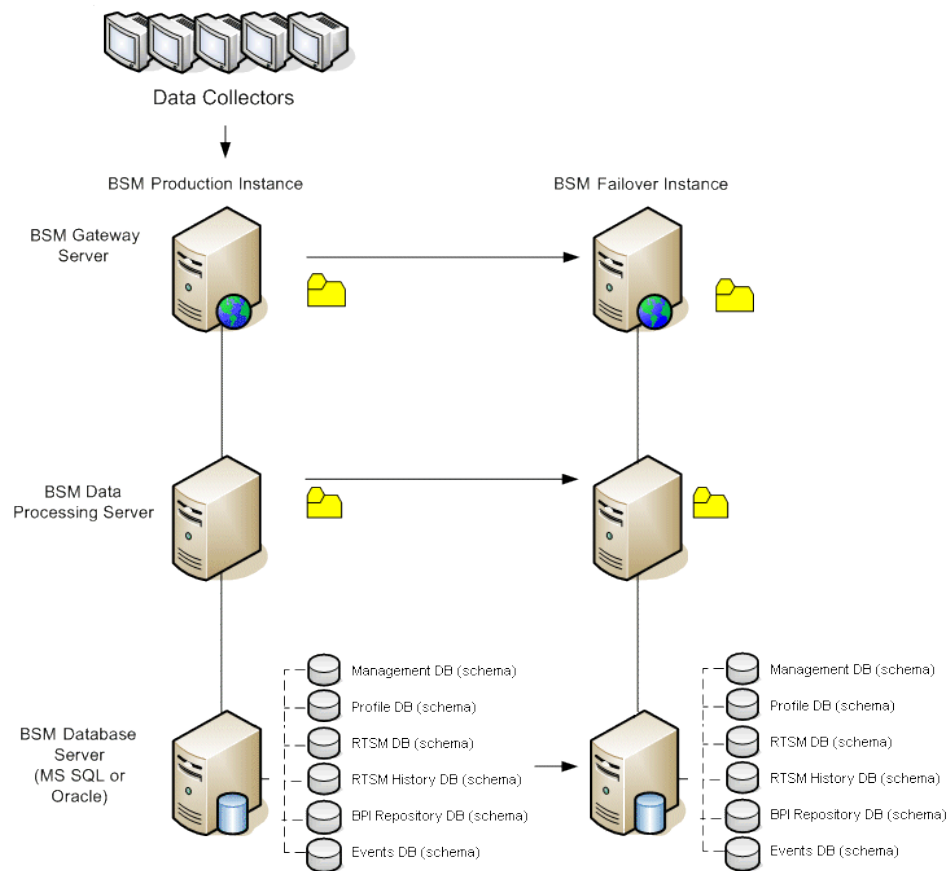 Data Collectors
BSM Production Instance
BSM Failover Instance
BSM Gateway
Server
BSM Data
Processing Server
BSM Database
Server
(MS SQL or
Oracle)
Management DB (schema)
Profile DB (schema)
RTSM DB (schema)
RTSM History DB (schema)
BPI Repository DB (schema)
Events DB (schema)
Management DB (schema)
Profile DB (schema)
RTSM DB (schema)
RTSM History DB (schema)
BPI Repository DB (schema)
Events DB (schema)